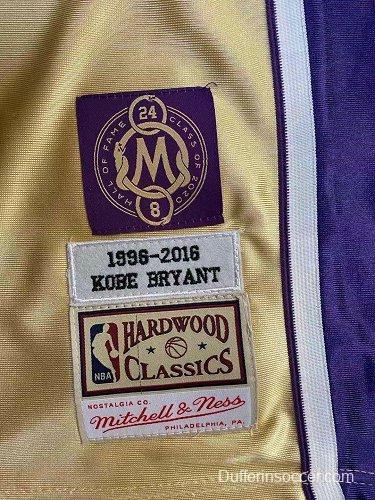 24
HALL OF FAME CLASS OF 2020
M
8
1996-2016
KOBE BRYANT
NBA
HARDWOOD
CLASSICS
NOSTALGIA CO.
Mitchell & Ness
PHILADELPHIA, PA.
Dufferinsoccer.com